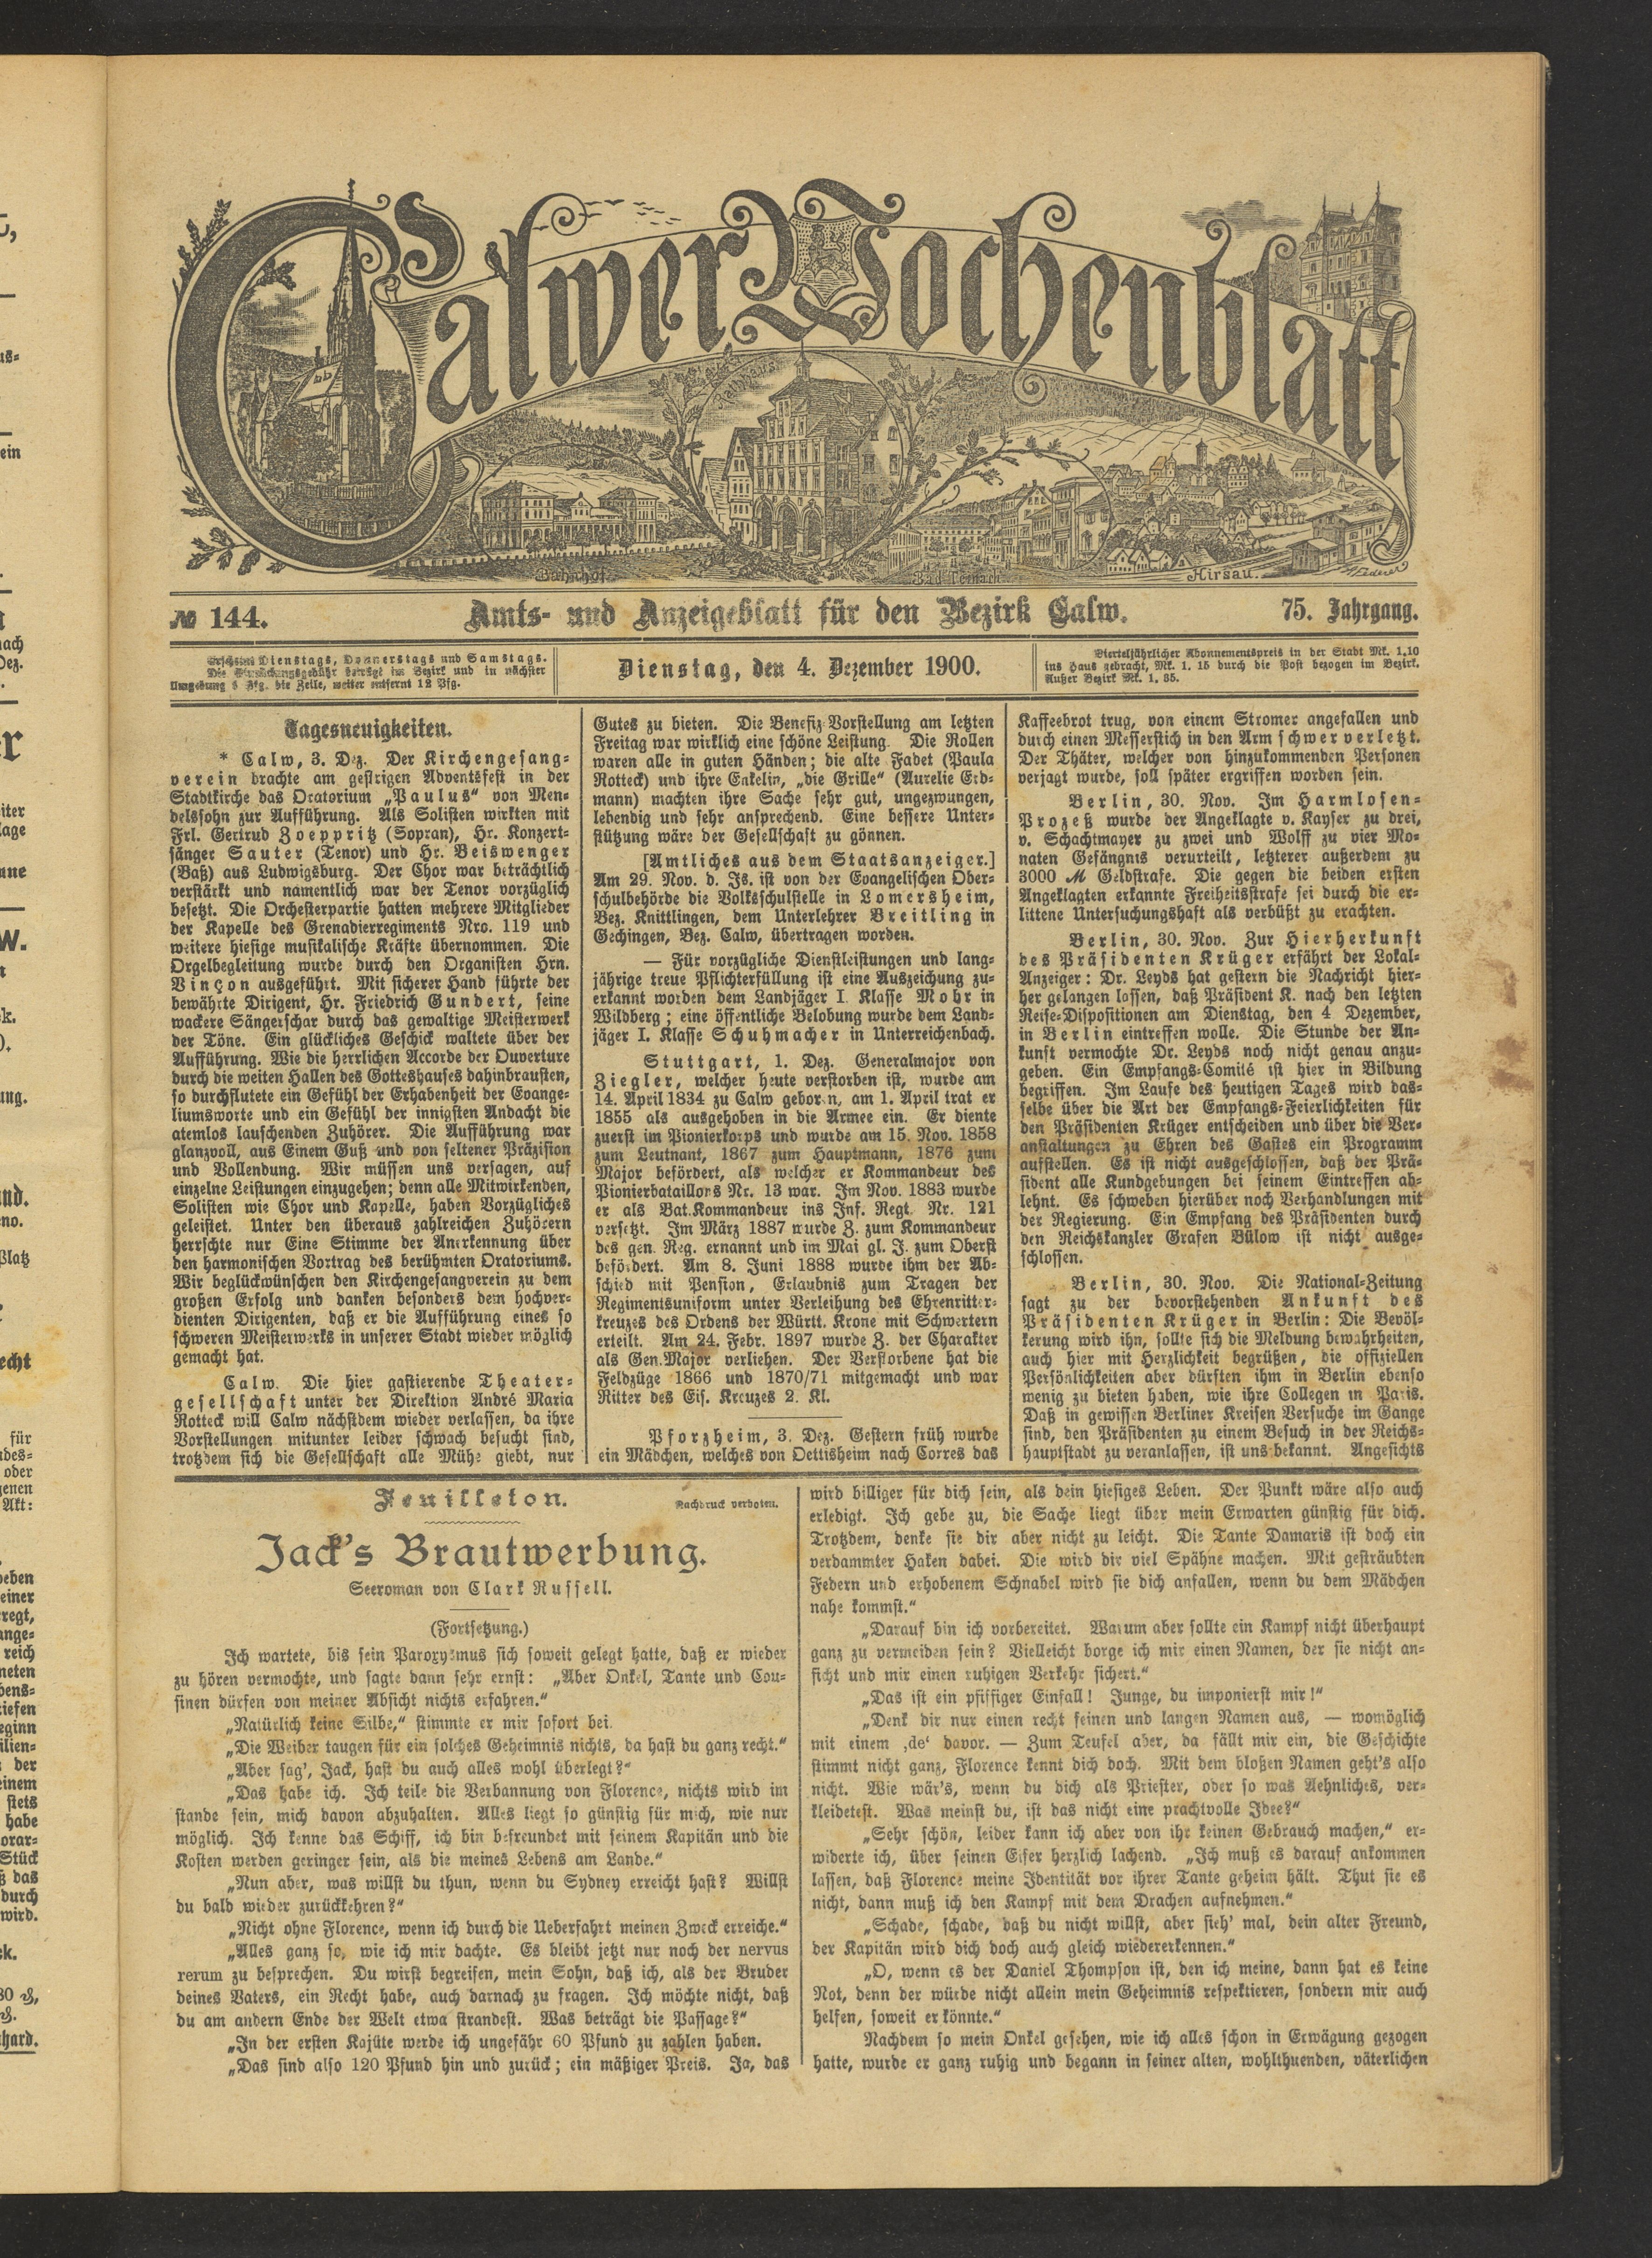 Calwer Wochenblatt
Rathaus
Bahnhof
Bad Teinach
Hirsau.
№ 144.
Amts- und Anzeigeblatt für den Bezirk Calw.
75. Jahrgang.
Erscheint Dienstags, Donnerstags und Samstags.
Die Einrückungsgebühr beträgt im Bezirk und in nächster
Umgebung 9 Pfg. die Zeile, weiter entfernt 12 Pfg.
Dienstag, den 4. Dezember 1900.
Vierteljährlicher Abonnementspreis in der Stadt Mk. 1.10
ins Haus gebracht, Mk. 1. 15 durch die Post bezogen im Bezirk.
Außer Bezirk Mk. 1. 35.
Tagesneuigkeiten.
* Calw, 3. Dez. Der Kirchengesang-
verein brachte am gestrigen Adventsfest in der
Stadtkirche das Oratorium „Paulus“ von Men-
delssohn zur Aufführung. Als Solisten wirkten mit
Frl. Gertrud Zoeppritz (Sopran), Hr. Konzert-
sänger Sauter (Tenor) und Hr. Beiswenger
(Baß) aus Ludwigsburg. Der Chor war beträchtlich
verstärkt und namentlich war der Tenor vorzüglich
besetzt. Die Orchesterpartie hatten mehrere Mitglieder
der Kapelle des Grenadierregiments Nro. 119 und
weitere hiesige musikalische Kräfte übernommen. Die
Orgelbegleitung wurde durch den Organisten Hrn.
Vinçon ausgeführt. Mit sicherer Hand führte der
bewährte Dirigent, Hr. Friedrich Gundert, seine
wackere Sängerschar durch das gewaltige Meisterwerk
der Töne. Ein glückliches Geschick waltete über der
Aufführung. Wie die herrlichen Accorde der Ouverture
durch die weiten Hallen des Gotteshauses dahinbrausten,
so durchflutete ein Gefühl der Erhabenheit der Evange-
liumsworte und ein Gefühl der innigsten Andacht die
atemlos lauschenden Zuhörer. Die Aufführung war
glanzvoll, aus Einem Guß und von seltener Präzision
und Vollendung. Wir müssen uns versagen, auf
einzelne Leistungen einzugehen; denn alle Mitwirkenden,
Solisten wie Chor und Kapelle, haben Vorzügliches
geleistet. Unter den überaus zahlreichen Zuhörern
herrschte nur Eine Stimme der Anerkennung über
den harmonischen Vortrag des berühmten Oratoriums.
Wir beglückwünschen den Kirchengesangverein zu dem
großen Erfolg und danken besonders dem hochver-
dienten Dirigenten, daß er die Aufführung eines so
schweren Meisterwerks in unserer Stadt wieder möglich
gemacht hat.
Calw. Die hier gastierende Theater-
gesellschaft unter der Direktion André Maria
Rotteck will Calw nächstdem wieder verlassen, da ihre
Vorstellungen mitunter leider schwach besucht sind,
trotzdem sich die Gesellschaft alle Mühe giebt, nur
Gutes zu bieten. Die Benefiz-Vorstellung am letzten
Freitag war wirklich eine schöne Leistung. Die Rollen
waren alle in guten Händen; die alte Fadet (Paula
Rotteck) und ihre Enkelin, „die Grille“ (Aurelie Erd-
mann) machten ihre Sache sehr gut, ungezwungen,
lebendig und sehr ansprechend. Eine bessere Unter-
stützung wäre der Gesellschaft zu gönnen.
[Amtliches aus dem Staatsanzeiger.]
Am 29. Nov. d. Js. ist von der Evangelischen Ober-
schulbehörde die Volksschulstelle in Lomersheim,
Bez. Knittlingen, dem Unterlehrer Breitling in
Gechingen, Bez. Calw, übertragen worden.
— Für vorzügliche Dienstleistungen und lang-
jährige treue Pflichterfüllung ist eine Auszeichnung zu-
erkannt worden dem Landjäger I. Klasse Mohr in
Wildberg; eine öffentliche Belobung wurde dem Land-
jäger I. Klasse Schuhmacher in Unterreichenbach.
Stuttgart, 1. Dez. Generalmajor von
Ziegler, welcher heute verstorben ist, wurde am
14. April 1834 zu Calw geboren, am 1. April trat er
1855 als ausgehoben in die Armee ein. Er diente
zuerst im Pionierkorps und wurde am 15. Nov. 1858
zum Leutnant, 1867 zum Hauptmann, 1876 zum
Major befördert, als welcher er Kommandeur des
Pionierbataillons Nr. 13 war. Im Nov. 1883 wurde
er als Bat.Kommandeur ins Inf. Regt. Nr. 121
versetzt. Im März 1887 wurde Z. zum Kommandeur
des gen. Reg. ernannt und im Mai gl. J. zum Oberst
befördert. Am 8. Juni 1888 wurde ihm der Ab-
schied mit Pension, Erlaubnis zum Tragen der
Regimentsuniform unter Verleihung des Ehrenritter-
kreuzes des Ordens der Württ. Krone mit Schwertern
erteilt. Am 24. Febr. 1897 wurde Z. der Charakter
als Gen.Major verliehen. Der Verstorbene hat die
Feldzüge 1866 und 1870/71 mitgemacht und war
Ritter des Eis. Kreuzes 2. Kl.
Pforzheim, 3. Dez. Gestern früh wurde
ein Mädchen, welches von Oettisheim nach Corres das
Kaffeebrot trug, von einem Stromer angefallen und
durch einen Messerstich in den Arm schwer verletzt.
Der Thäter, welcher von hinzukommenden Personen
verjagt wurde, soll später ergriffen worden sein.
Berlin, 30. Nov. Im Harmlosen-
Prozeß wurde der Angeklagte v. Kayser zu drei,
v. Schachtmayer zu zwei und Wolff zu vier Mo-
naten Gefängnis verurteilt, letzterer außerdem zu
3000 M Geldstrafe. Die gegen die beiden ersten
Angeklagten erkannte Freiheitsstrafe sei durch die er-
littene Untersuchungshaft als verbüßt zu erachten.
Berlin, 30. Nov. Zur Hierherkunft
des Präsidenten Krüger erfährt der Lokal-
Anzeiger: Dr. Leyds hat gestern die Nachricht hier-
her gelangen lassen, daß Präsident K. nach den letzten
Reise-Dispositionen am Dienstag, den 4 Dezember,
in Berlin eintreffen wolle. Die Stunde der An-
kunft vermochte Dr. Leyds noch nicht genau anzu-
geben. Ein Empfangs-Comité ist hier in Bildung
begriffen. Im Laufe des heutigen Tages wird das-
selbe über die Art der Empfangs-Feierlichkeiten für
den Präsidenten Krüger entscheiden und über die Ver-
anstaltungen zu Ehren des Gastes ein Programm
aufstellen. Es ist nicht ausgeschlossen, daß der Prä-
sident alle Kundgebungen bei seinem Eintreffen ab-
lehnt. Es schweben hierüber noch Verhandlungen mit
der Regierung. Ein Empfang des Präsidenten durch
den Reichskanzler Grafen Bülow ist nicht ausge-
schlossen.
Berlin, 30. Nov. Die National-Zeitung
sagt zu der bevorstehenden Ankunft des
Präsidenten Krüger in Berlin: Die Bevöl-
kerung wird ihn, sollte sich die Meldung bewahrheiten,
auch hier mit Herzlichkeit begrüßen, die offiziellen
Persönlichkeiten aber dürften ihm in Berlin ebenso
wenig zu bieten haben, wie ihre Collegen in Paris.
Daß in gewissen Berliner Kreisen Versuche im Gange
sind, den Präsidenten zu einem Besuch in der Reichs-
hauptstadt zu veranlassen, ist uns bekannt. Angesichts
Feuilleton.
Nachdruck verboten.
Jack's Brautwerbung.
Seeroman von Clark Russell.
(Fortsetzung.)
Ich wartete, bis sein Paroxysmus sich soweit gelegt hatte, daß er wieder
zu hören vermochte, und sagte dann sehr ernst: „Aber Onkel, Tante und Cou-
sinen dürfen von meiner Absicht nichts erfahren.“
„Natürlich keine Silbe,“ stimmte er mir sofort bei.
„Die Weiber taugen für ein solches Geheimnis nichts, da hast du ganz recht.“
„Aber sag', Jack, hast du auch alles wohl überlegt?“
„Das habe ich. Ich teile die Verbannung von Florence, nichts wird im
stande sein, mich davon abzuhalten. Alles liegt so günstig für mich, wie nur
möglich. Ich kenne das Schiff, ich bin befreundet mit seinem Kapitän und die
Kosten werden geringer sein, als die meines Lebens am Lande.“
„Nun aber, was willst du thun, wenn du Sydney erreicht hast? Willst
du bald wieder zurückkehren?“
„Nicht ohne Florence, wenn ich durch die Ueberfahrt meinen Zweck erreiche.“
„Alles ganz so, wie ich mir dachte. Es bleibt jetzt nur noch der nervus
rerum zu besprechen. Du wirst begreifen, mein Sohn, daß ich, als der Bruder
deines Vaters, ein Recht habe, auch darnach zu fragen. Ich möchte nicht, daß
du am andern Ende der Welt etwa strandest. Was beträgt die Passage?“
„In der ersten Kajüte werde ich ungefähr 60 Pfund zu zahlen haben.
„Das sind also 120 Pfund hin und zurück; ein mäßiger Preis. Ja, das
wird billiger für dich sein, als dein hiesiges Leben. Der Punkt wäre also auch
erledigt. Ich gebe zu, die Sache liegt über mein Erwarten günstig für dich.
Trotzdem, denke sie dir aber nicht zu leicht. Die Tante Damaris ist doch ein
verdammter Haken dabei. Die wird dir viel Spähne machen. Mit gesträubten
Federn und erhobenem Schnabel wird sie dich anfallen, wenn du dem Mädchen
nahe kommst.“
„Darauf bin ich vorbereitet. Warum aber sollte ein Kampf nicht überhaupt
ganz zu vermeiden sein? Vielleicht borge ich mir einen Namen, der sie nicht an-
ficht und mir einen ruhigen Verkehr sichert.“
„Das ist ein pfiffiger Einfall! Junge, du imponierst mir!“
„Denk dir nur einen recht feinen und langen Namen aus, — womöglich
mit einem ‚de‘ davor. — Zum Teufel aber, da fällt mir ein, die Geschichte
stimmt nicht ganz, Florence kennt dich doch. Mit dem bloßen Namen geht's also
nicht. Wie wär's, wenn du dich als Priester, oder so was Aehnliches, ver-
kleidetest. Was meinst du, ist das nicht eine prachtvolle Idee?“
„Sehr schön, leider kann ich aber von ihr keinen Gebrauch machen,“ er-
widerte ich, über seinen Eifer herzlich lachend. „Ich muß es darauf ankommen
lassen, daß Florence meine Identität vor ihrer Tante geheim hält. Thut sie es
nicht, dann muß ich den Kampf mit dem Drachen aufnehmen.“
„Schade, schade, daß du nicht willst, aber sieh' mal, dein alter Freund,
der Kapitän wird dich doch auch gleich wiedererkennen.“
„O, wenn es der Daniel Thompson ist, den ich meine, dann hat es keine
Not, denn der würde nicht allein mein Geheimnis respektieren, sondern mir auch
helfen, soweit er könnte.“
Nachdem so mein Onkel gesehen, wie ich alles schon in Erwägung gezogen
hatte, wurde er ganz ruhig und begann in seiner alten, wohlthuenden, väterlichen